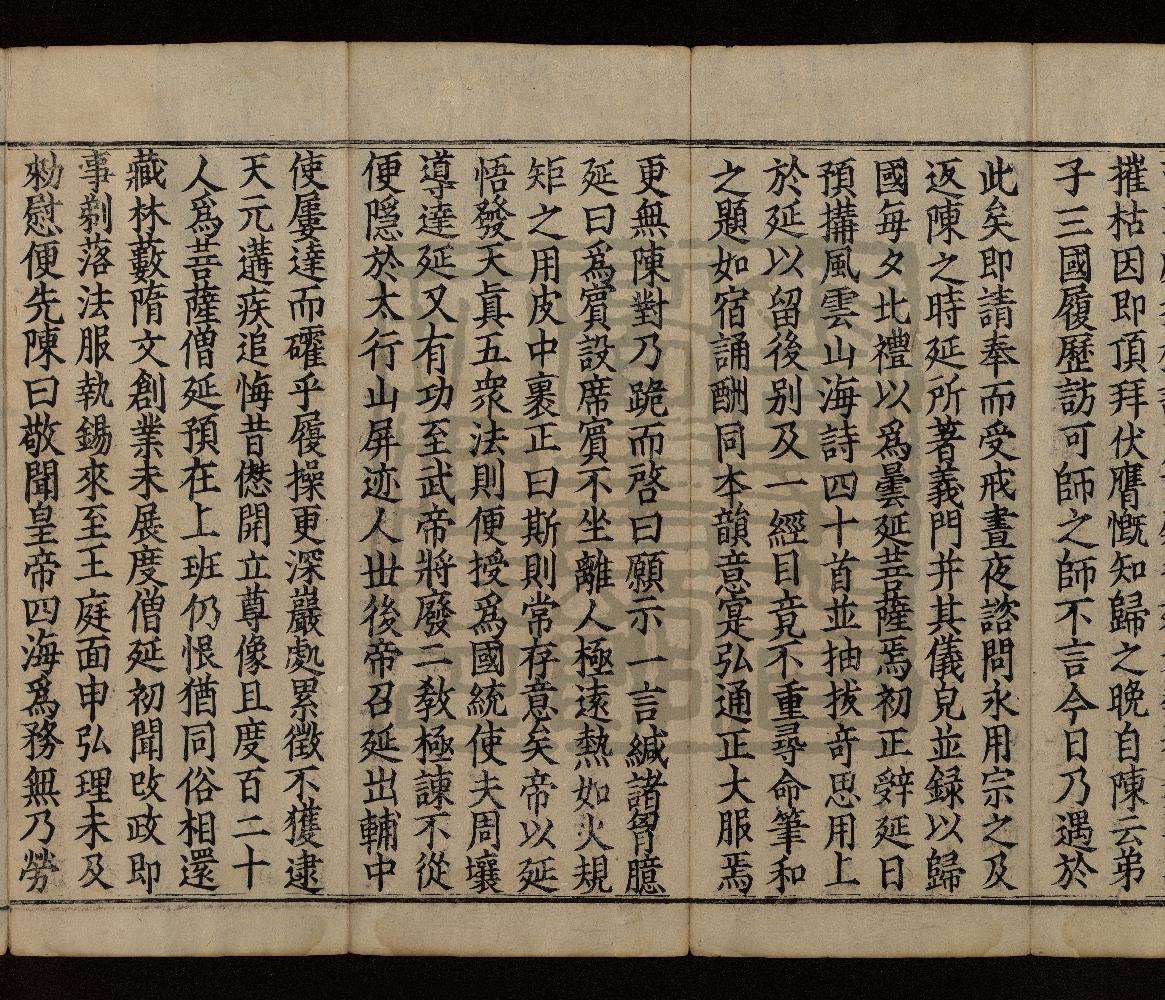 摧枯因即頂拜伏膺慨知歸之晚自陳云弟
子三國履歷訪可師之師不言今日乃遇於
此矣即請奉而受戒晝夜諮問永用宗之及
返陳之時延所著義門并其儀皃並録以歸
國每夕北禮以爲曇延菩薩焉初正辝延日
預搆風雲山海詩四十首並抽拔奇思用上
於延以留後别及一經目竟不重尋命筆和
之題如宿誦酬同本韻意寔弘通正大服焉
更無陳對乃跪而啓曰願示一言緘諸胷臆
延曰爲賓設席賓不坐離人極遠熱如火規
矩之用皮中裹正曰斯則常存意矣帝以延
悟發天真五衆法則便授爲國統使夫周壤
導達延又有功至武帝將廢二教極諫不從
便隱於太行山屏迹人丗後帝召延出輔中
使屢達而礭乎履操更深巖處累徵不獲逮
天元遘疾追悔昔𠎝開立尊像且度百二十
人爲菩薩僧延預在上班仍恨猶同俗相還
藏林藪隋文創業未展度僧延初聞改政即
事剃落法服執錫來至王庭面申弘理未及
勑慰便先陳曰敬聞皇帝四海爲務無乃勞